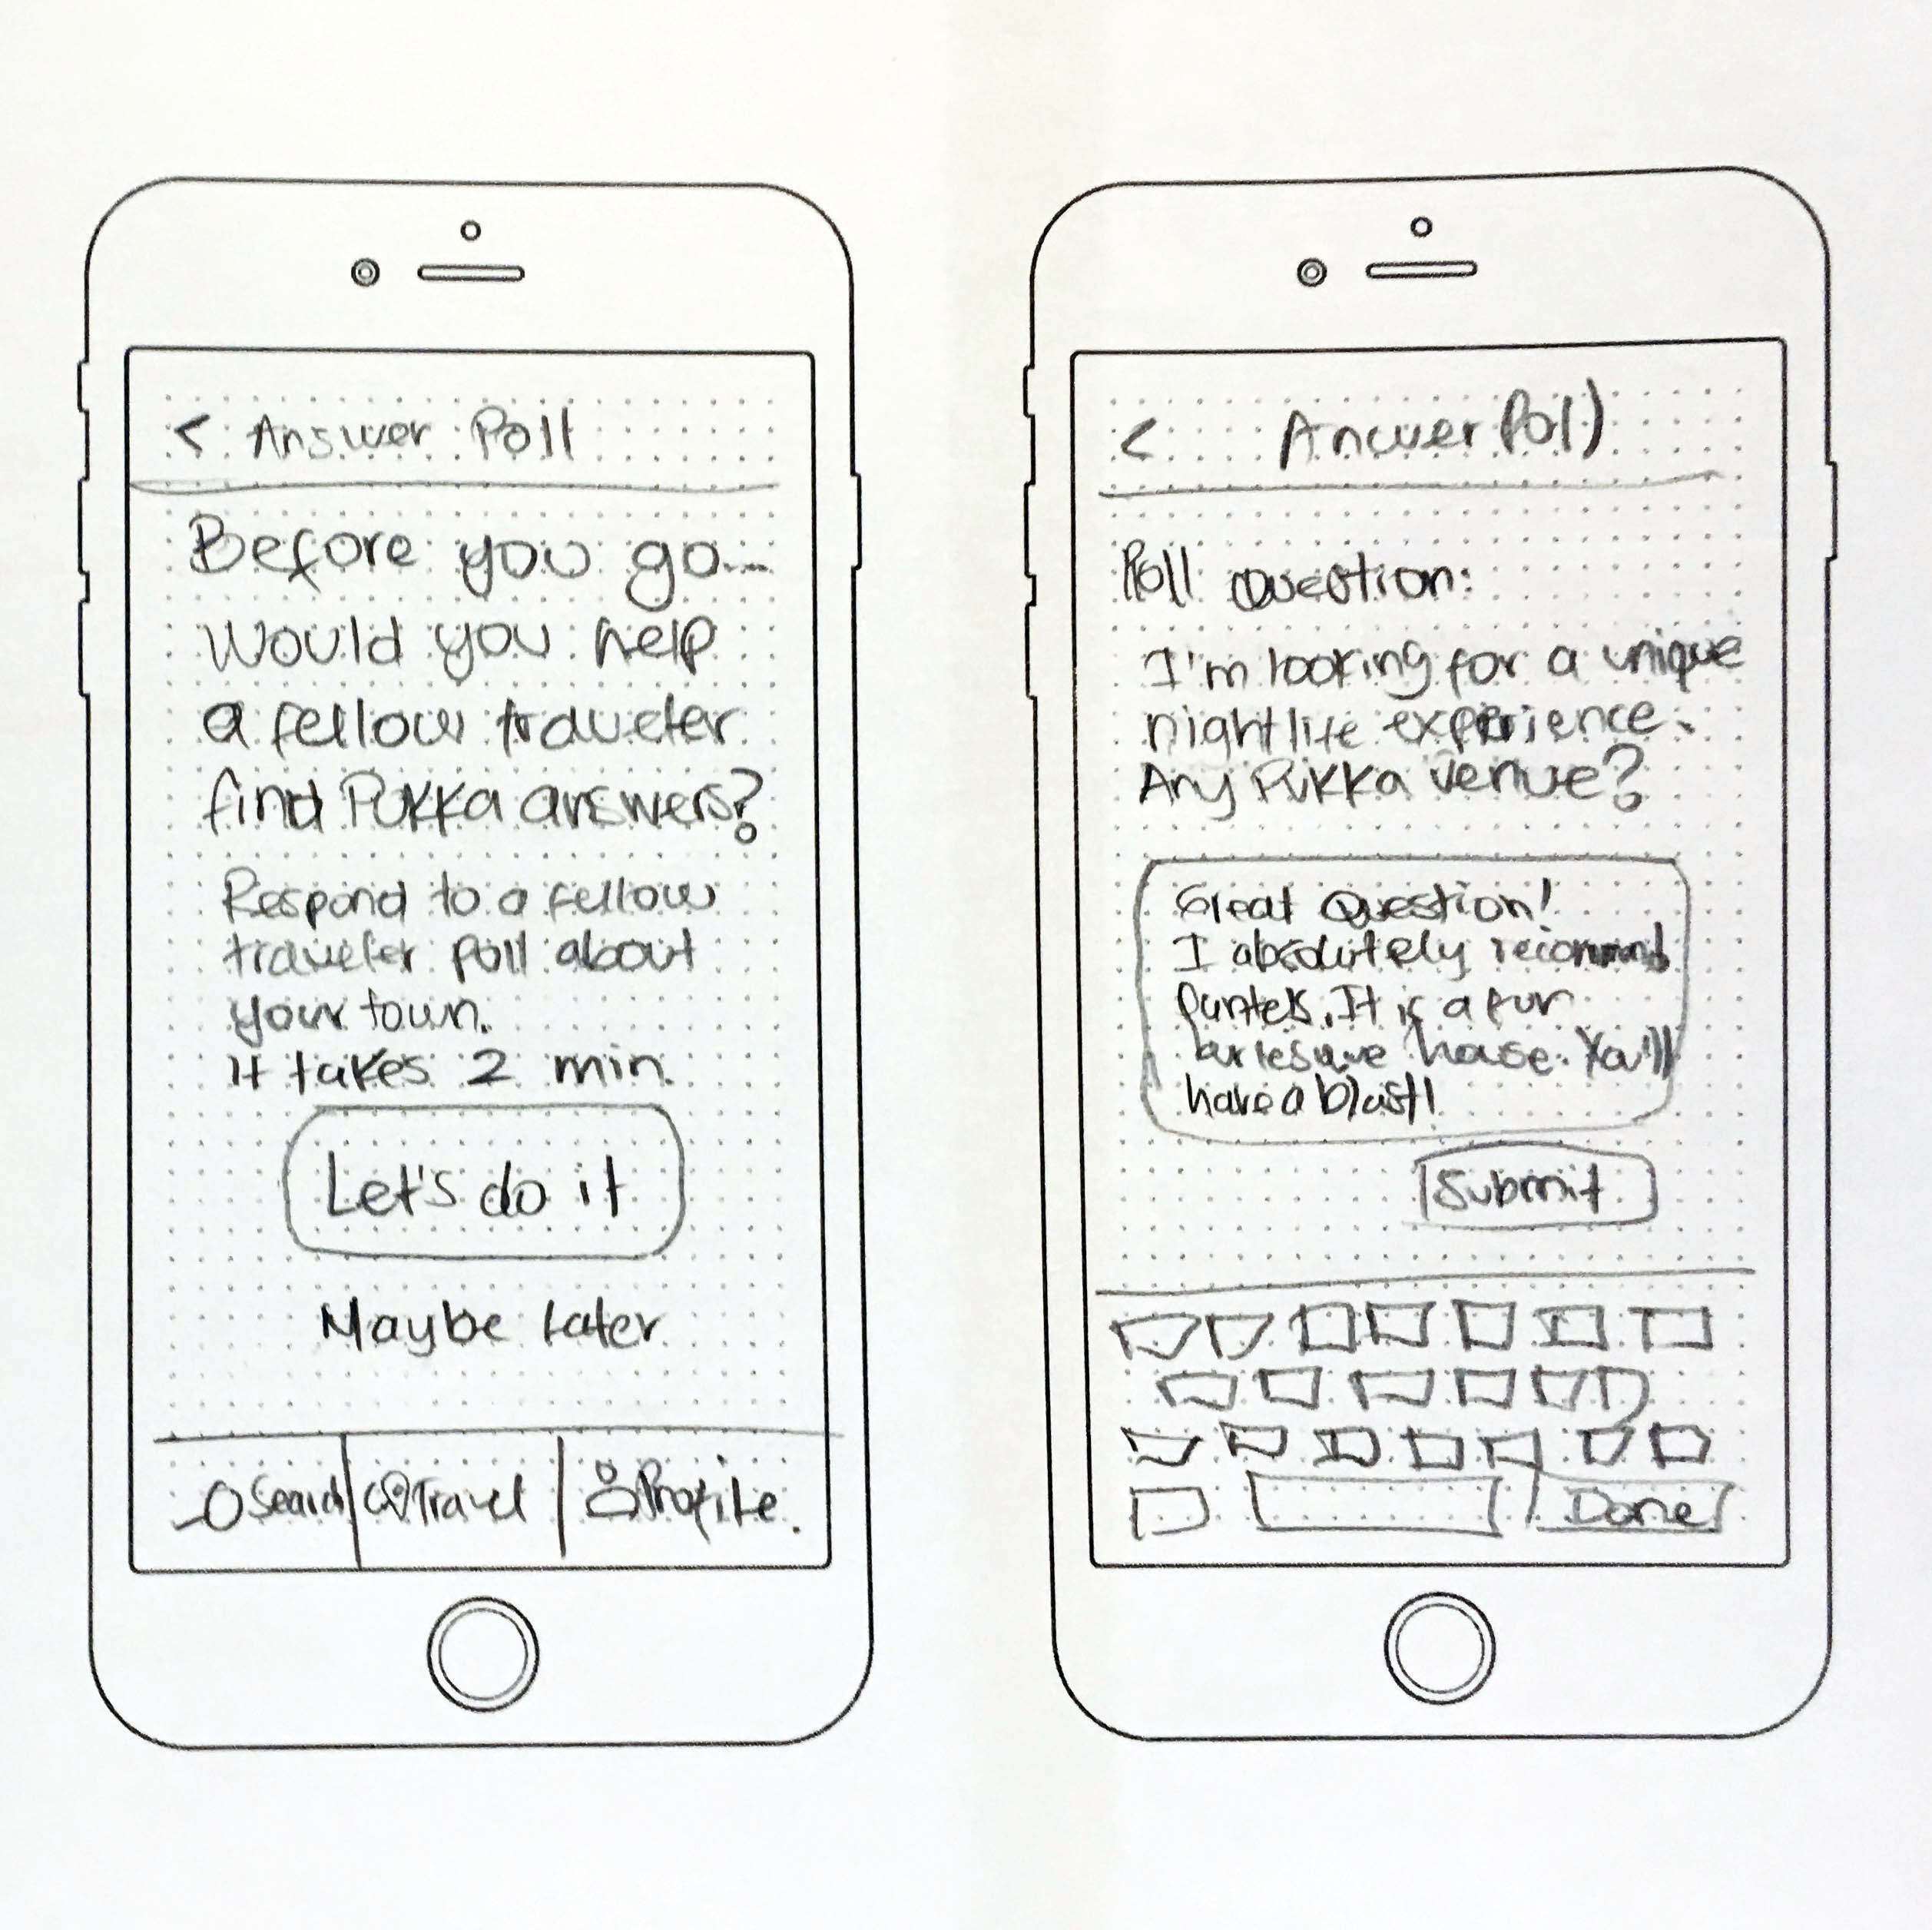 < Answer Poll
Before you go...
Would you help
a fellow traveler
find Pukka answers?
Respond to a fellow
traveler poll about
your town.
it takes 2 min.
Let's do it
Maybe Later
Search Travel Profile
< Answer Poll
Poll Question:
I'm looking for a unique
nightlife experience.
Any Pukka venue?
Great Question!
I absolutely recommend
It is a fun
burlesque house. You'll
have a blast!
Submit
Done